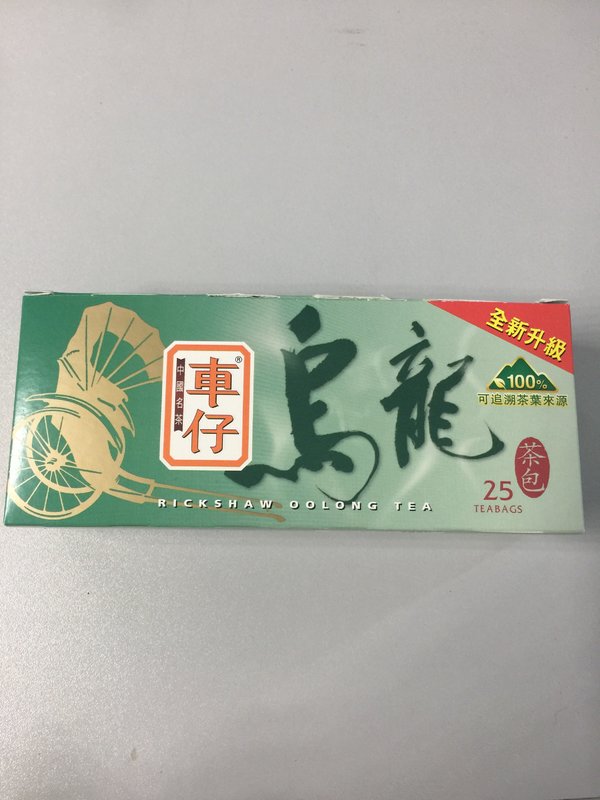 中國名茶
車仔®
烏龍
全新升級
100%
可追溯茶葉來源
茶包
25
TEABAGS
RICKSHAW OOLONG TEA